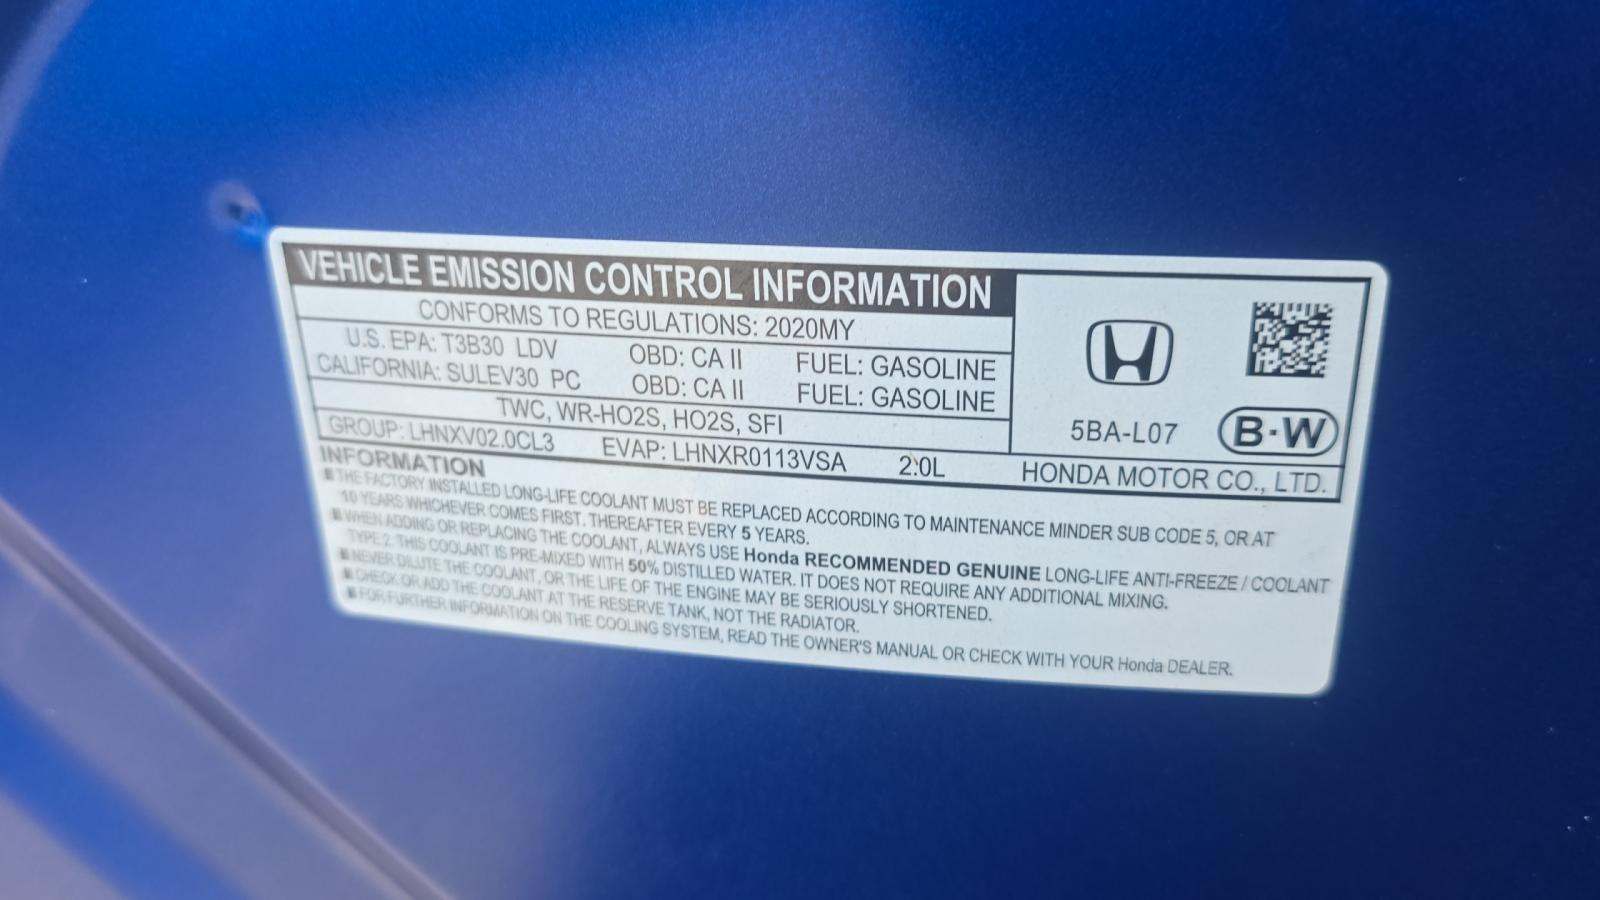 VEHICLE EMISSION CONTROL INFORMATION
CONFORMS TO REGULATIONS: 2020MY
U.S. EPA: T3B30 LDV OBD: CA II FUEL: GASOLINE
CALIFORNIA: SULEV30 PC OBD: CA II FUEL: GASOLINE
TWC, WR-HO2S, HO2S, SFI
5BA-L07 B·W
GROUP: LHNXV02.0CL3 EVAP: LHNXR0113VSA 2.0L HONDA MOTOR CO., LTD.
INFORMATION
■ THE FACTORY INSTALLED LONG-LIFE COOLANT MUST BE REPLACED ACCORDING TO MAINTENANCE MINDER SUB CODE 5, OR AT
10 YEARS WHICHEVER COMES FIRST. THEREAFTER EVERY 5 YEARS.
■ WHEN ADDING OR REPLACING THE COOLANT, ALWAYS USE Honda RECOMMENDED GENUINE LONG-LIFE ANTI-FREEZE / COOLANT
TYPE 2. THIS COOLANT IS PRE-MIXED WITH 50% DISTILLED WATER. IT DOES NOT REQUIRE ANY ADDITIONAL MIXING.
■ NEVER DILUTE THE COOLANT, OR THE LIFE OF THE ENGINE MAY BE SERIOUSLY SHORTENED.
■ CHECK OR ADD THE COOLANT AT THE RESERVE TANK, NOT THE RADIATOR.
■ FOR FURTHER INFORMATION ON THE COOLING SYSTEM, READ THE OWNER'S MANUAL OR CHECK WITH YOUR Honda DEALER.